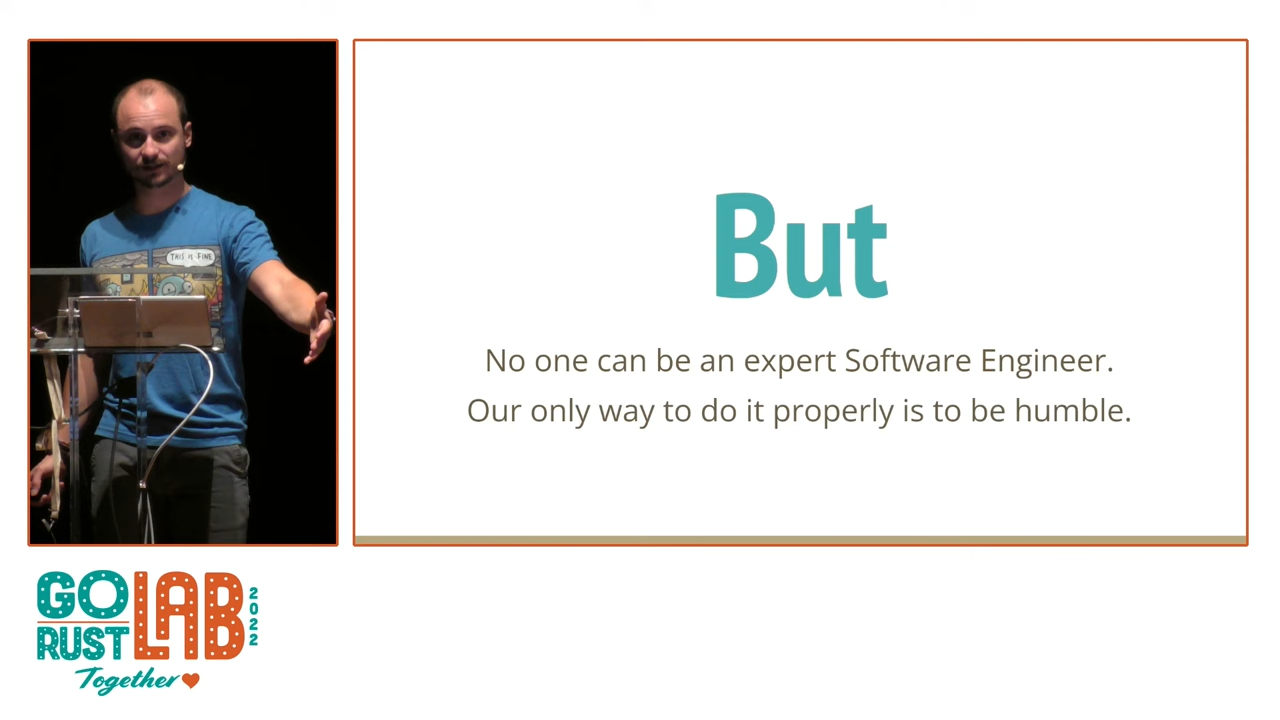 THIS IS FINE
But
No one can be an expert Software Engineer.
Our only way to do it properly is to be humble.
GO LAB 2022
RUST
Together